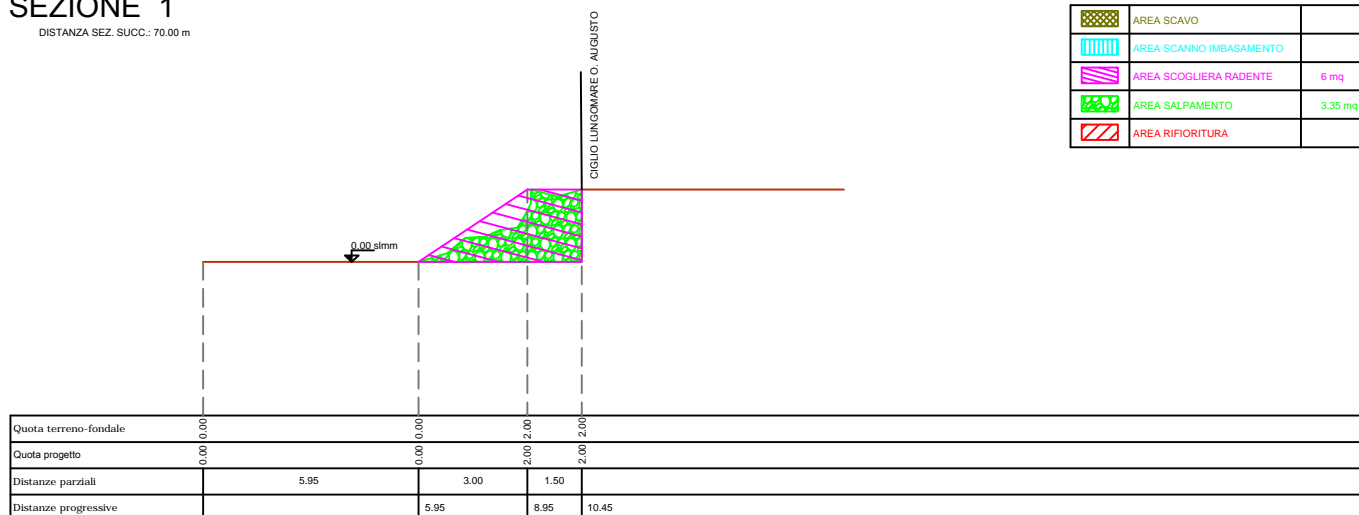 SEZIONE 1
DISTANZA SEZ. SUCC.: 70.00 m
AREA SCAVO
AREA SCANNO IMBASAMENTO
AREA SCOGLIERA RADENTE 6 mq
AREA SALPAMENTO 3.35 mq
AREA RIFIORITURA
CIGLIO LUNGOMARE O. AUGUSTO
0.00 slmm
Quota terreno-fondale 0.00 0.00 2.00 2.00
Quota progetto 0.00 0.00 2.00 2.00
Distanze parziali 5.95 3.00 1.50
Distanze progressive 5.95 8.95 10.45